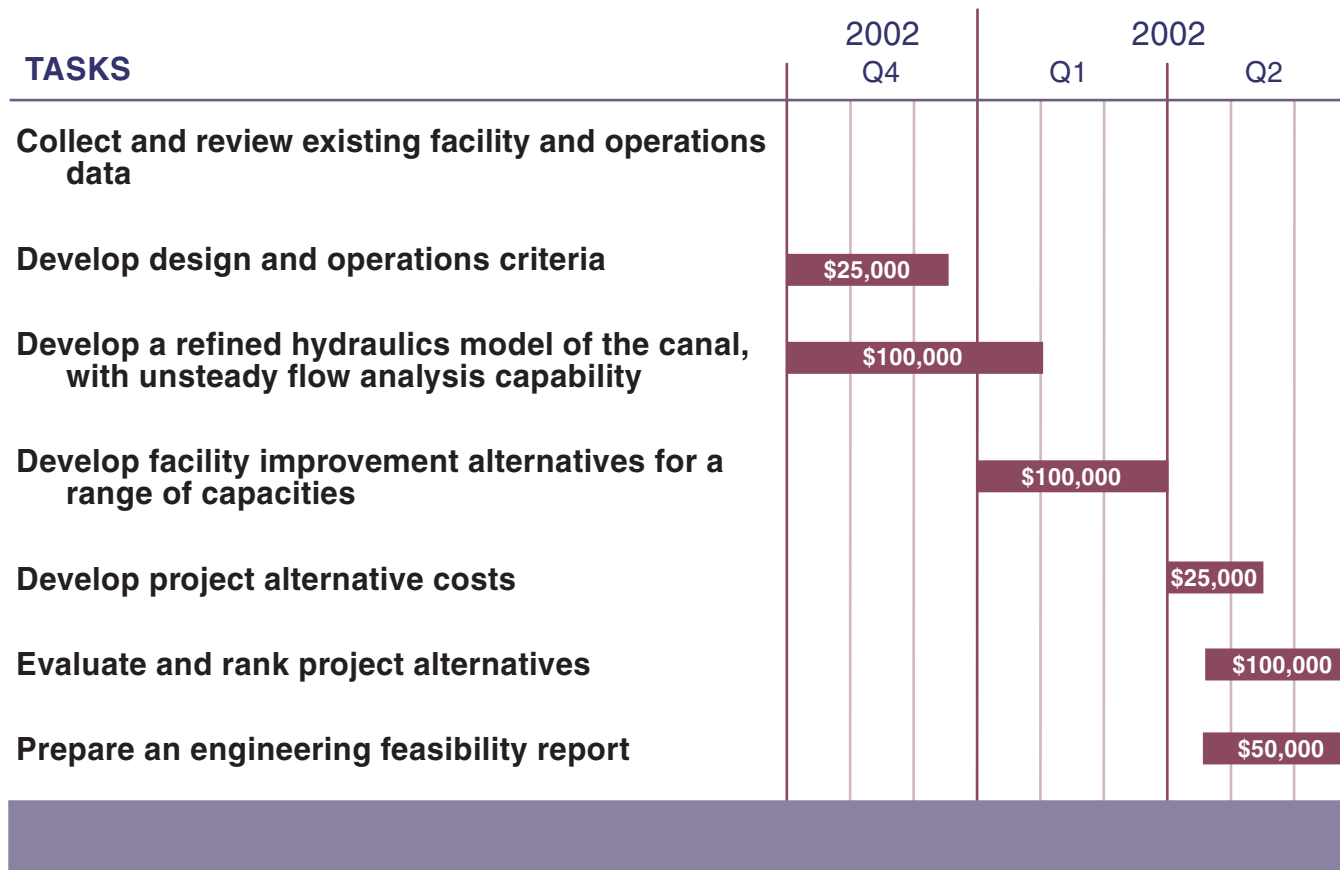 2002 2002
TASKS Q4 Q1 Q2
Collect and review existing facility and operations
data
Develop design and operations criteria
$25,000
Develop a refined hydraulics model of the canal,
with unsteady flow analysis capability
$100,000
Develop facility improvement alternatives for a
range of capacities
$100,000
Develop project alternative costs
$25,000
Evaluate and rank project alternatives
$100,000
Prepare an engineering feasibility report
$50,000